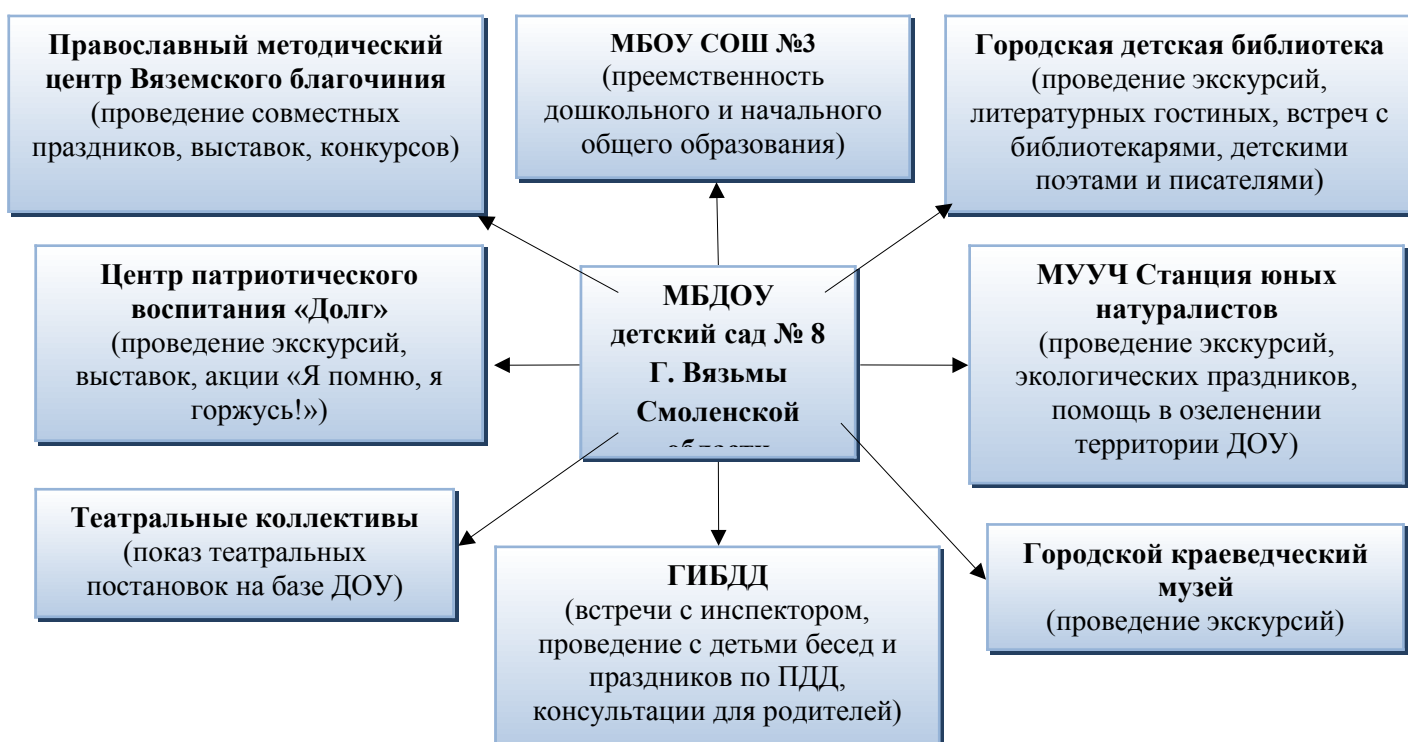 Православный методический
центр Вяземского благочиния
(проведение совместных
праздников, выставок, конкурсов)
МБОУ СОШ №3
(преемственность
дошкольного и начального
общего образования)
Городская детская библиотека
(проведение экскурсий,
литературных гостиных, встреч с
библиотекарями, детскими
поэтами и писателями)
Центр патриотического
воспитания «Долг»
(проведение экскурсий,
выставок, акции «Я помню, я
горжусь!»)
МБДОУ
детский сад № 8
Г. Вязьмы
Смоленской
МУУЧ Станция юных
натуралистов
(проведение экскурсий,
экологических праздников,
помощь в озеленении
территории ДОУ)
Театральные коллективы
(показ театральных
постановок на базе ДОУ)
ГИБДД
(встречи с инспектором,
проведение с детьми бесед и
праздников по ПДД,
консультации для родителей)
Городской краеведческий
музей
(проведение экскурсий)